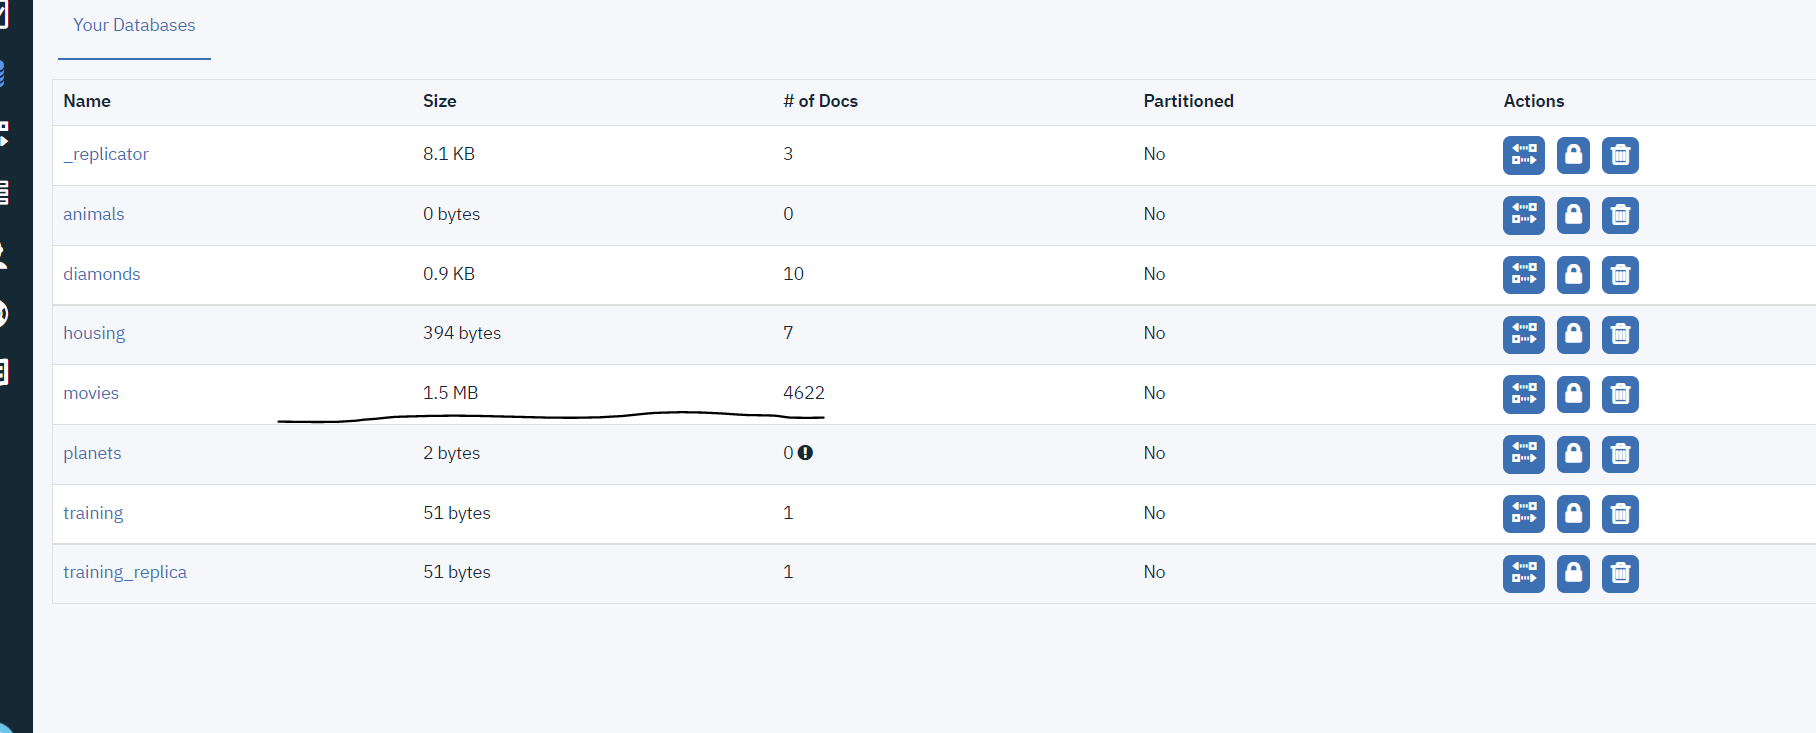 Your Databases
Name Size # of Docs Partitioned Actions
_replicator 8.1 KB 3 No
animals 0 bytes 0 No
diamonds 0.9 KB 10 No
housing 394 bytes 7 No
movies 1.5 MB 4622 No
planets 2 bytes 0 No
training 51 bytes 1 No
training_replica 51 bytes 1 No